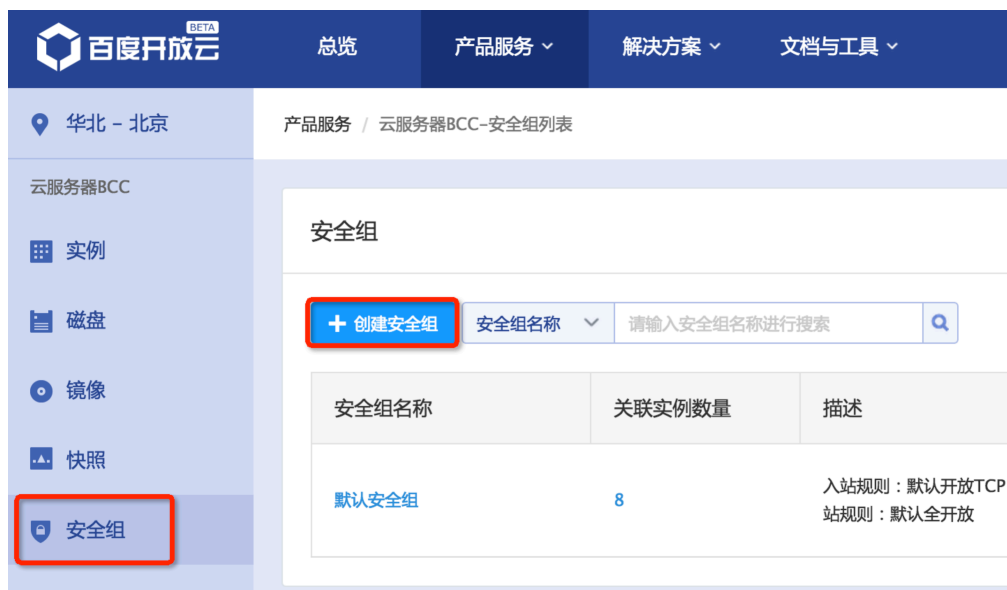 百度开放云 BETA
总览 产品服务 解决方案 文档与工具
华北 – 北京
产品服务 / 云服务器BCC–安全组列表
云服务器BCC
安全组
实例
创建安全组 安全组名称 请输入安全组名称进行搜索
磁盘
镜像
安全组名称 关联实例数量 描述
快照
默认安全组 8 入站规则：默认开放TCP
站规则：默认全开放
安全组